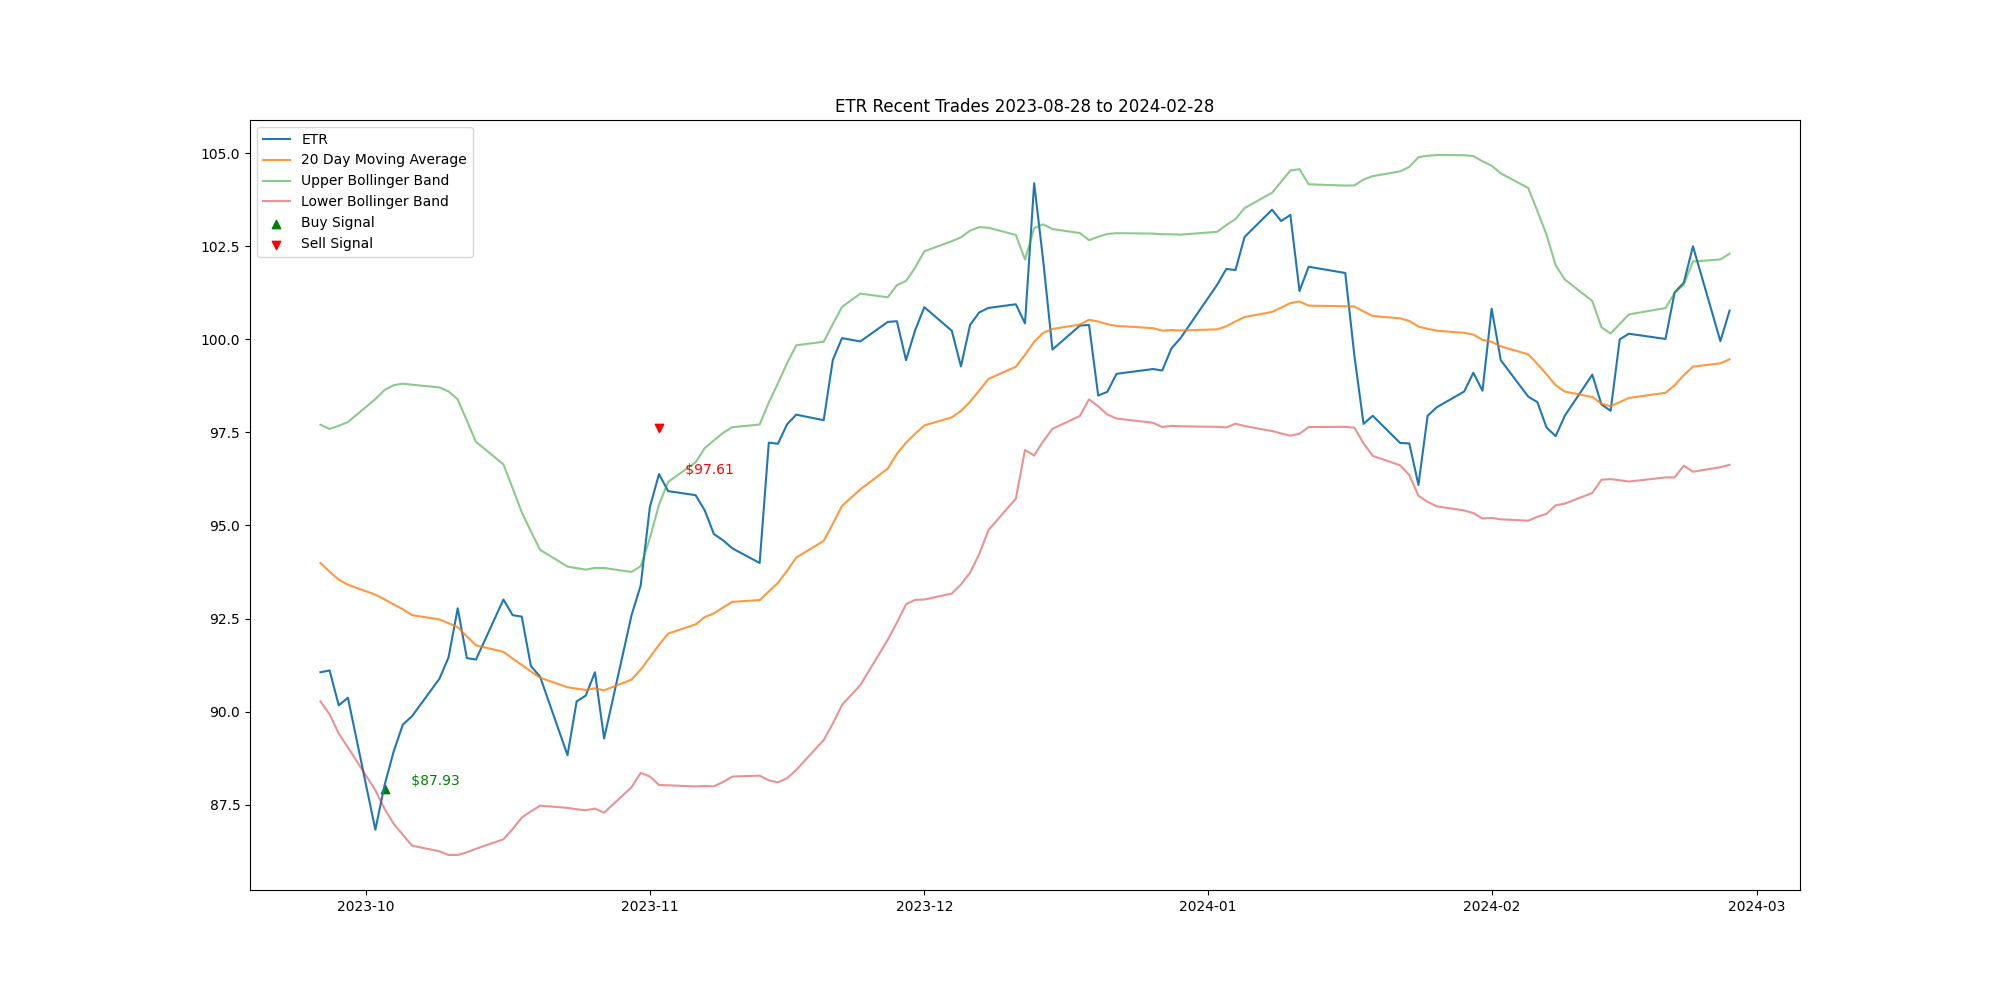 ETR Recent Trades 2023-08-28 to 2024-02-28
ETR
20 Day Moving Average
Upper Bollinger Band
Lower Bollinger Band
Buy Signal
Sell Signal
105.0
102.5
100.0
97.5
95.0
92.5
90.0
87.5
$97.61
$87.93
2023-10
2023-11
2023-12
2024-01
2024-02
2024-03